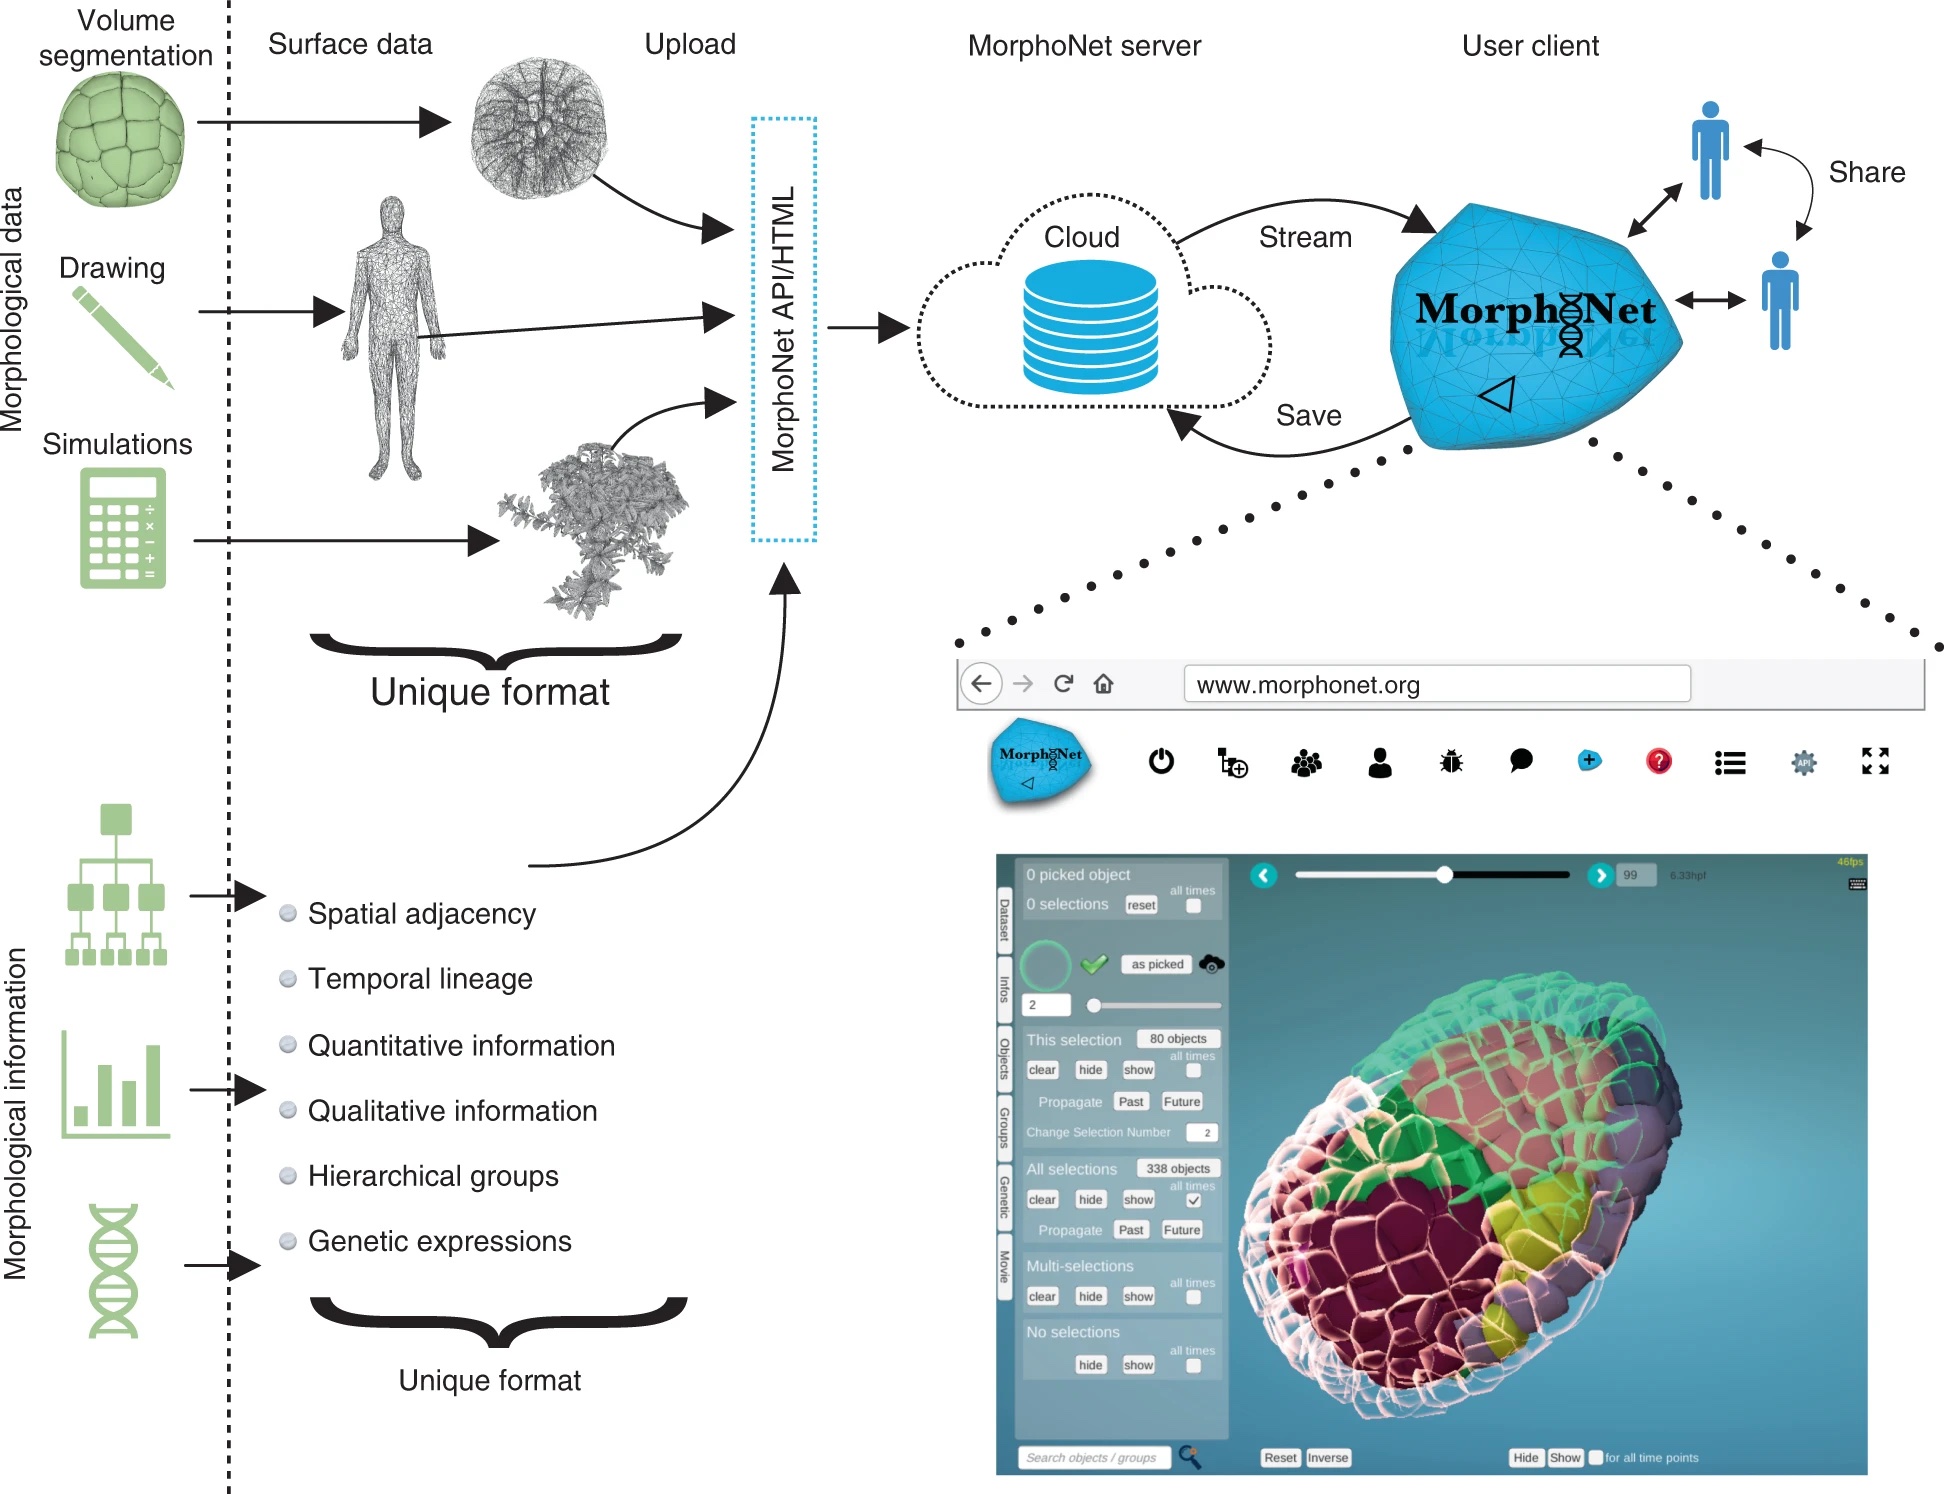 Volume
segmentation
Surface data
Upload
MorphoNet server
User client
Morphological data
Drawing
Simulations
MorphoNet API/HTML
Cloud
Stream
Save
Share
MorphoNet
Unique format
www.morphonet.org
MorphoNet
API
Morphological information
Spatial adjacency
Temporal lineage
Quantitative information
Qualitative information
Hierarchical groups
Genetic expressions
Unique format
Dataset
Infos
Objects
Groups
Genetic
Movie
0 picked object
all times
0 selections
reset
as picked
2
This selection
80 objects
all times
clear
hide
show
Propagate
Past
Future
Change Selection Number
2
All selections
338 objects
all times
clear
hide
show
Propagate
Past
Future
Multi-selections
all times
clear
hide
show
No selections
all times
hide
show
Search objects / groups
99
6.33hpf
46fps
Reset
Inverse
Hide
Show
for all time points